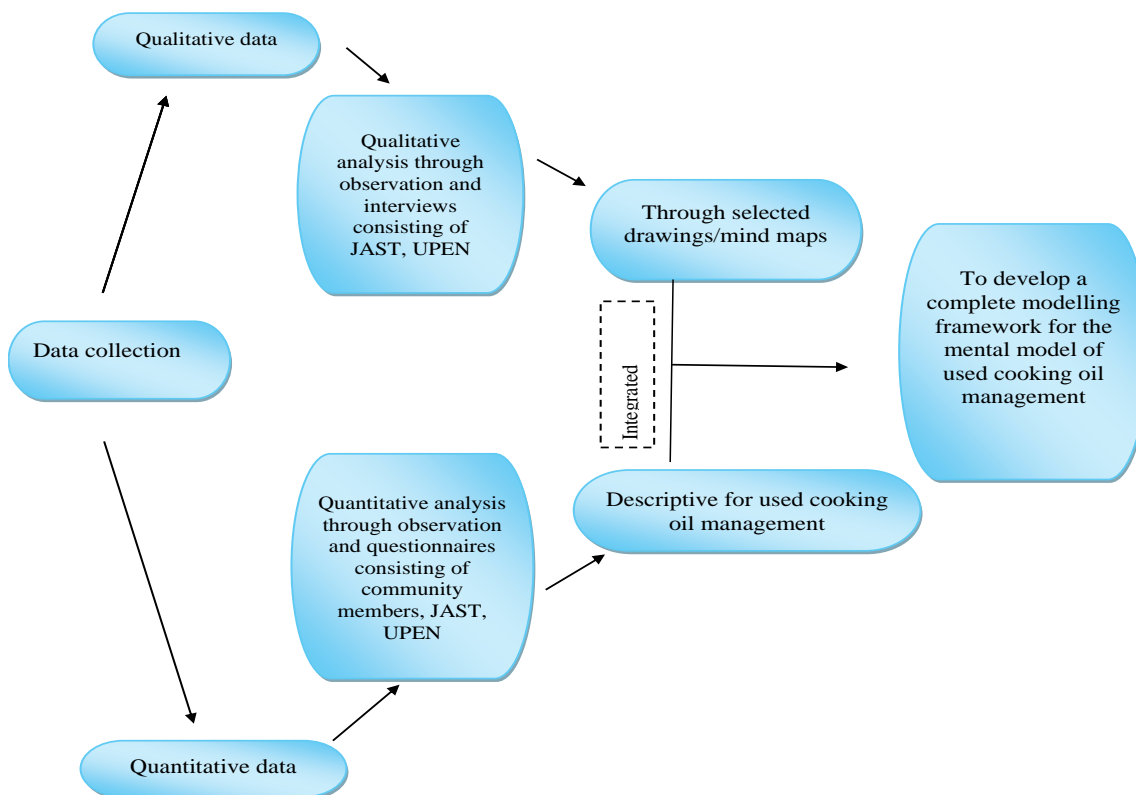 Qualitative data
Qualitative
analysis through
observation and
interviews
consisting of
JAST, UPEN
Through selected
drawings/mind maps
To develop a
complete modelling
framework for the
mental model of
used cooking oil
management
Data collection
Integrated
Quantitative analysis
through observation
and questionnaires
consisting of
community
members, JAST,
UPEN
Descriptive for used cooking
oil management
Quantitative data